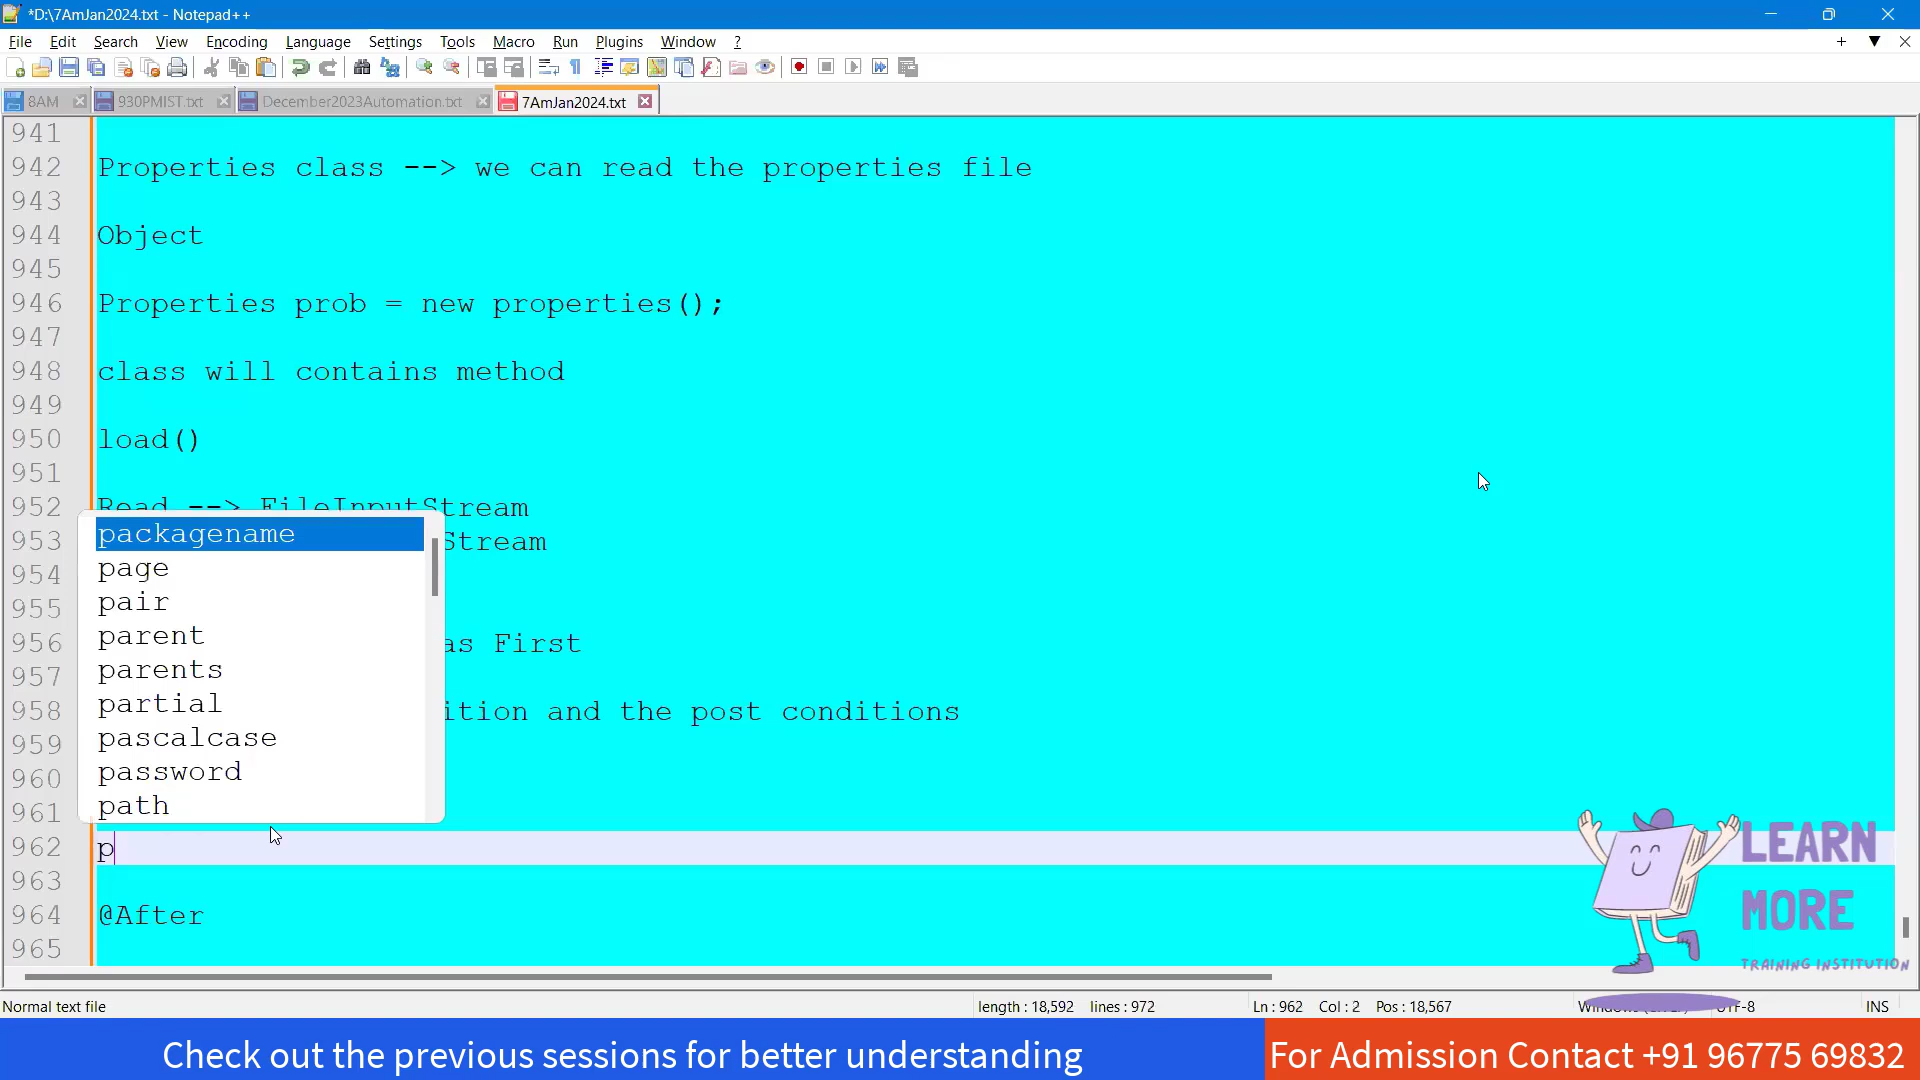 *D:\7AmJan2024.txt - Notepad++
File Edit Search View Encoding Language Settings Tools Macro Run Plugins Window ?
8AM 930PMIST.txt December2023Automation.txt 7AmJan2024.txt
941
942 Properties class --> we can read the properties file
943
944 Object
945
946 Properties prob = new properties();
947
948 class will contains method
949
950 load()
951
952 Read --> FileInputStream
953 Stream
packagename
954
page
955
pair
956 as First
parent
957
parents
958 ition and the post conditions
partial
959
pascalcase
960
password
961
path
962 p
963
964 @After
965
LEARN
MORE
TRAINING INSTITUTION
Normal text file length : 18,592 lines : 972 Ln : 962 Col : 2 Pos : 18,567 UTF-8 INS
Check out the previous sessions for better understanding
For Admission Contact +91 96775 69832